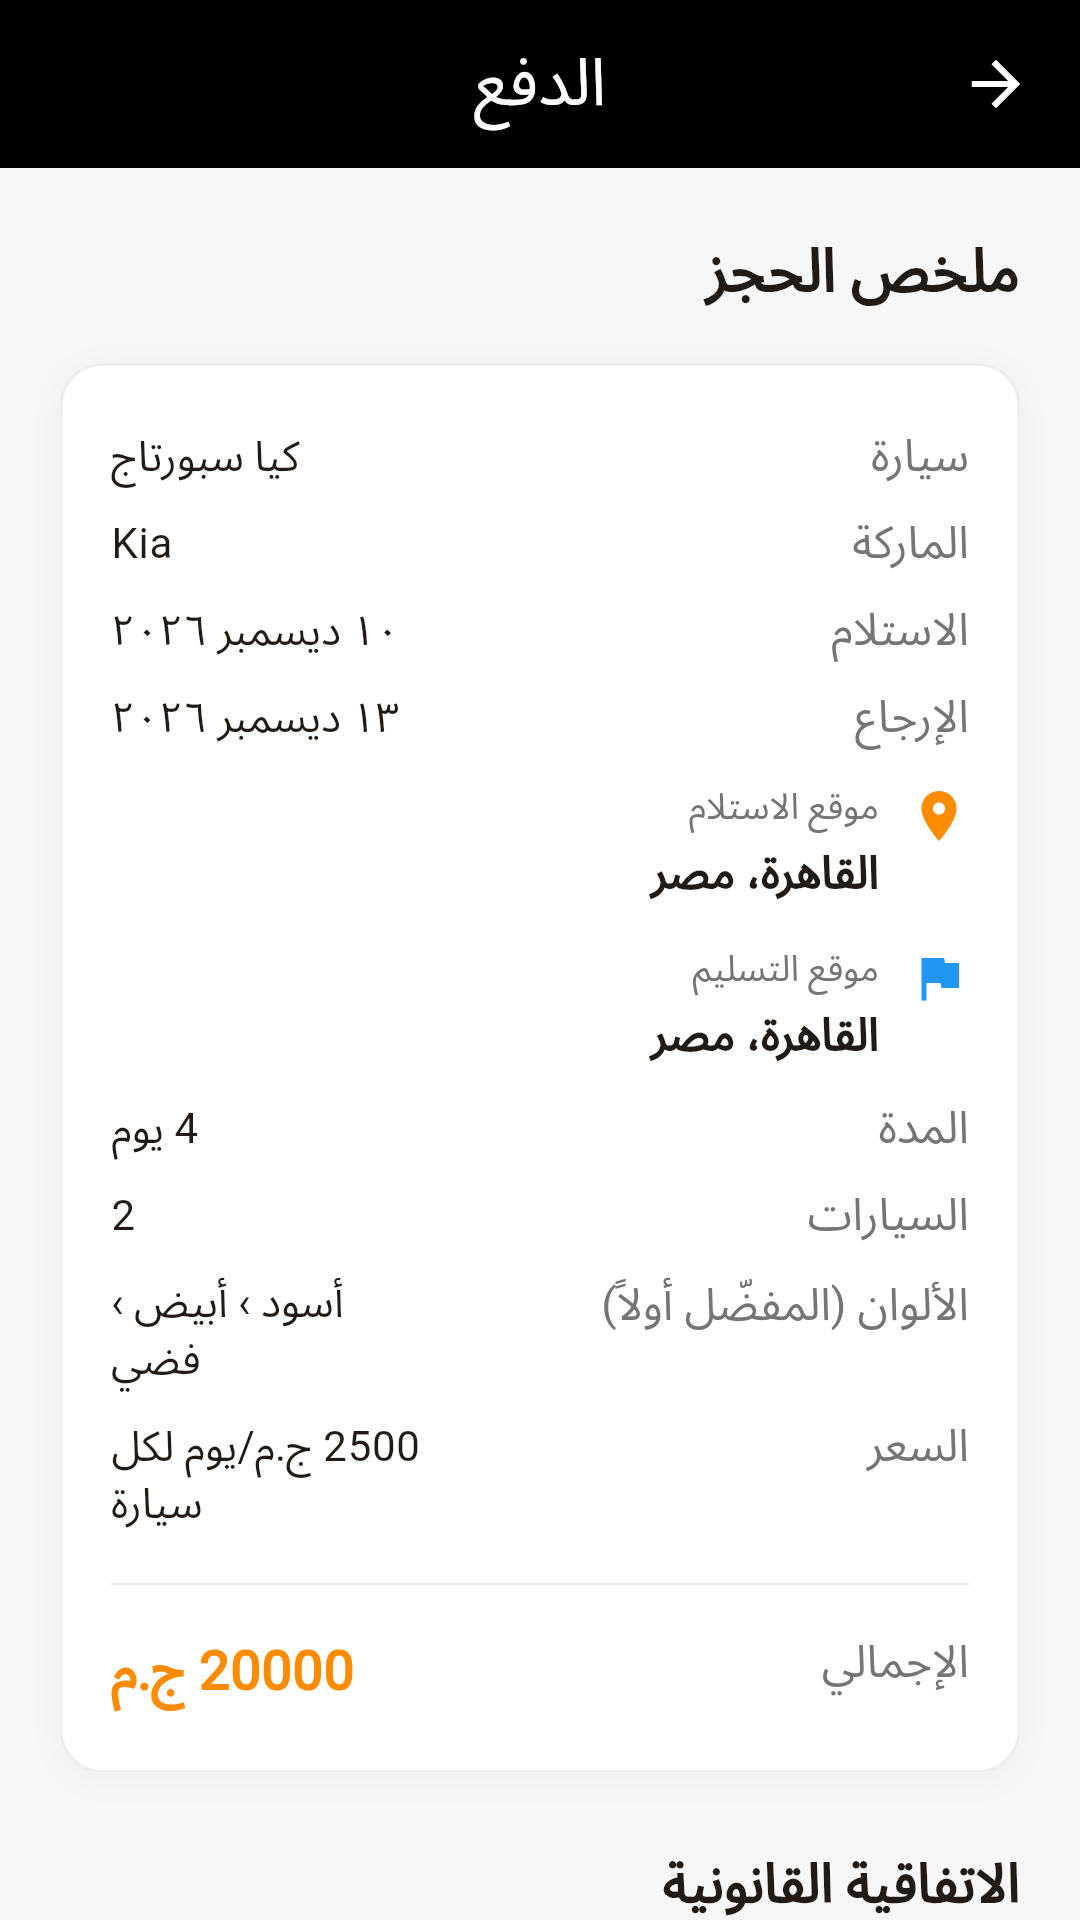 الدفع
ملخص الحجز
سيارة
كيا سبورتاج
الماركة
Kia
الاستلام
١٠ ديسمبر ٢٠٢٦
الإرجاع
١٣ ديسمبر ٢٠٢٦
موقع الاستلام
القاهرة، مصر
موقع التسليم
القاهرة، مصر
المدة
4 يوم
السيارات
2
الألوان (المفضّل أولاً)
أسود › أبيض ›
فضي
السعر
2500 ج.م/يوم لكل
سيارة
الإجمالي
20000 ج.م
الاتفاقية القانونية